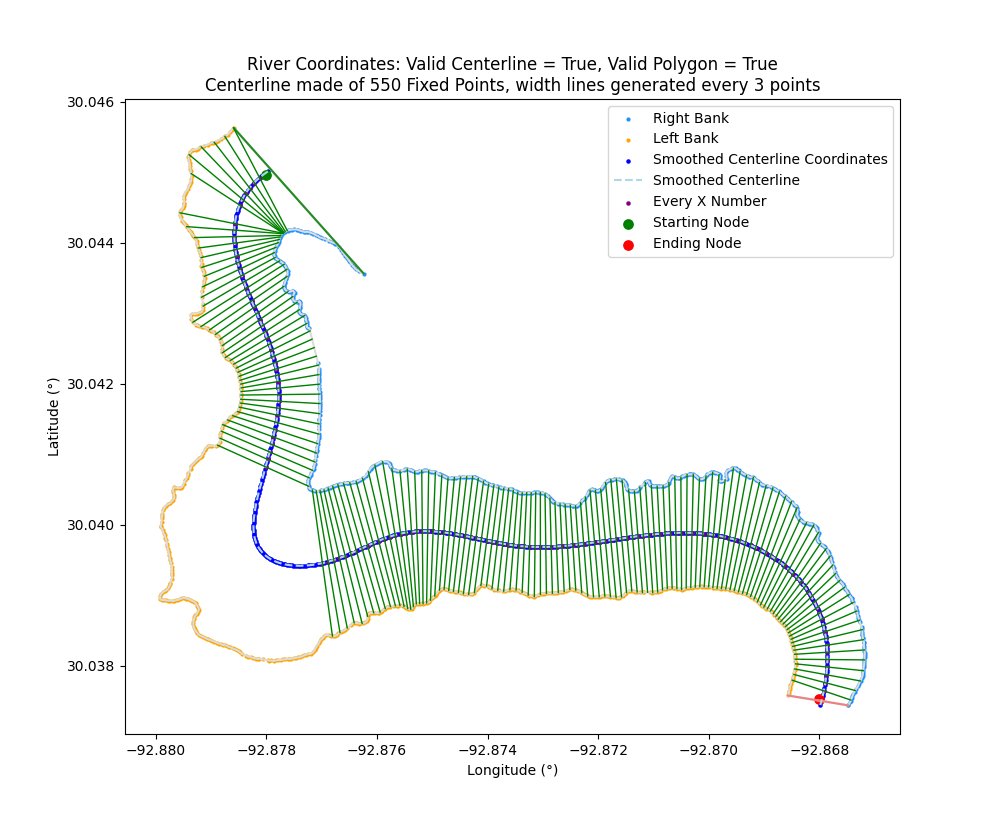 River Coordinates: Valid Centerline = True, Valid Polygon = True
Centerline made of 550 Fixed Points, width lines generated every 3 points
Right Bank
Left Bank
Smoothed Centerline Coordinates
Smoothed Centerline
Every X Number
Starting Node
Ending Node
30.046
30.044
30.042
30.040
30.038
Latitude (°)
−92.880
−92.878
−92.876
−92.874
−92.872
−92.870
−92.868
Longitude (°)